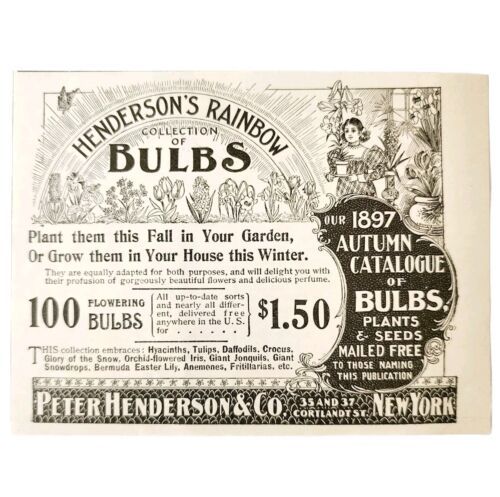 HENDERSON'S RAINBOW
COLLECTION
OF
BULBS
Plant them this Fall in Your Garden,
Or Grow them in Your House this Winter.
They are equally adapted for both purposes, and will delight you with
their profusion of gorgeously beautiful flowers and delicious perfume.
100 FLOWERING BULBS
All up-to-date sorts
and nearly all differ-
ent, delivered free
anywhere in the U.S.
for . . . . . .
$1.50
THIS collection embraces: Hyacinths, Tulips, Daffodils, Crocus,
Glory of the Snow, Orchid-flowered Iris, Giant Jonquils, Giant
Snowdrops, Bermuda Easter Lily, Anemones, Fritillarias, etc.
OUR 1897
AUTUMN
CATALOGUE
OF
BULBS,
PLANTS
& SEEDS
MAILED FREE
TO THOSE NAMING
THIS PUBLICATION
PETER HENDERSON & CO. 35 AND 37 CORTLANDT ST. NEW YORK